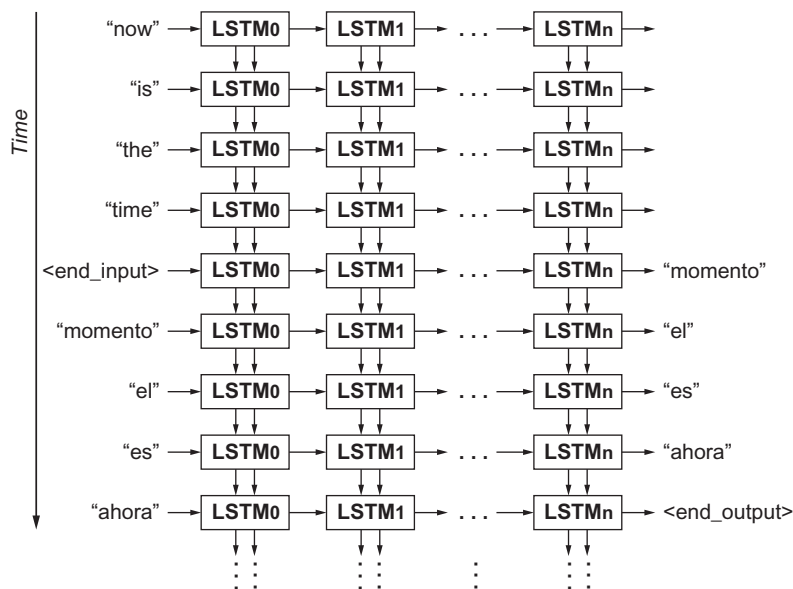 Time
“now” LSTM0 LSTM1 . . . LSTMn
“is” LSTM0 LSTM1 . . . LSTMn
“the” LSTM0 LSTM1 . . . LSTMn
“time” LSTM0 LSTM1 . . . LSTMn
<end_input> LSTM0 LSTM1 . . . LSTMn “momento”
“momento” LSTM0 LSTM1 . . . LSTMn “el”
“el” LSTM0 LSTM1 . . . LSTMn “es”
“es” LSTM0 LSTM1 . . . LSTMn “ahora”
“ahora” LSTM0 LSTM1 . . . LSTMn <end_output>